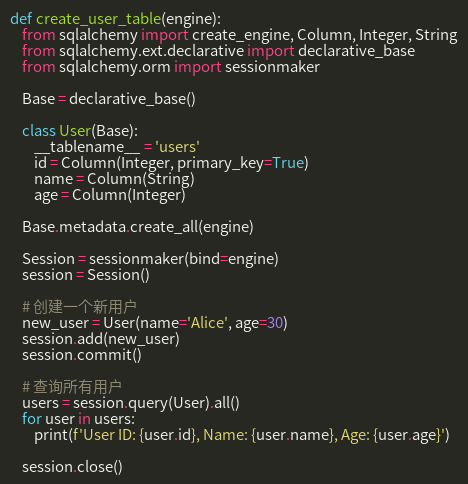 def create_user_table(engine):
from sqlalchemy import create_engine, Column, Integer, String
from sqlalchemy.ext.declarative import declarative_base
from sqlalchemy.orm import sessionmaker
Base = declarative_base()
class User(Base):
__tablename__ = 'users'
id = Column(Integer, primary_key=True)
name = Column(String)
age = Column(Integer)
Base.metadata.create_all(engine)
Session = sessionmaker(bind=engine)
session = Session()
# 创建一个新用户
new_user = User(name='Alice', age=30)
session.add(new_user)
session.commit()
# 查询所有用户
users = session.query(User).all()
for user in users:
print(f'User ID: {user.id}, Name: {user.name}, Age: {user.age}')
session.close()